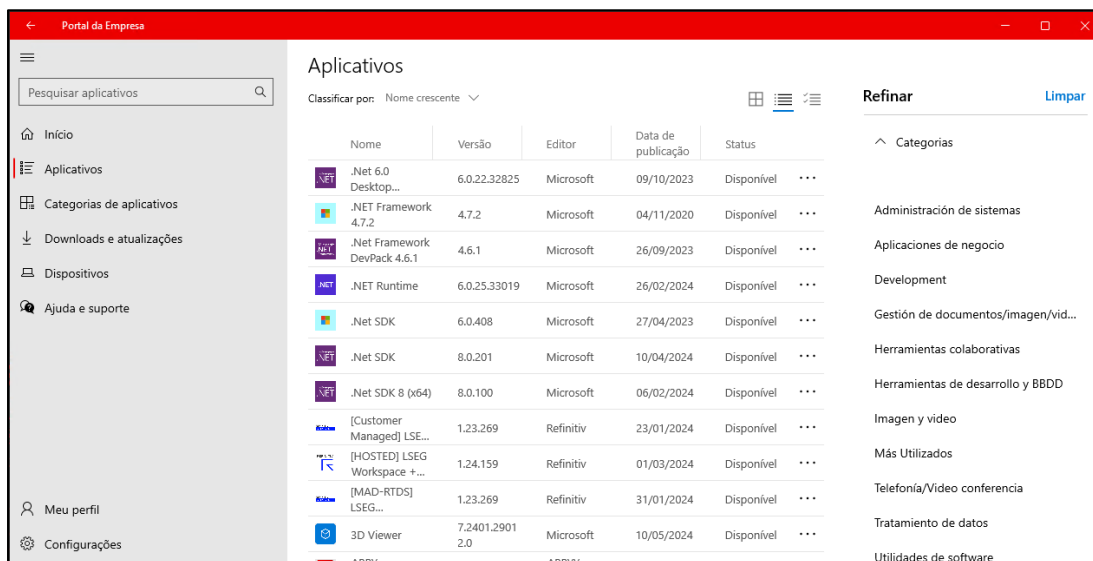 Portal da Empresa
Pesquisar aplicativos
Início
Aplicativos
Categorias de aplicativos
Downloads e atualizações
Dispositivos
Ajuda e suporte
Meu perfil
Configurações
Aplicativos
Classificar por: Nome crescente
Nome Versão Editor Data de publicação Status
.Net 6.0 Desktop... 6.0.22.32825 Microsoft 09/10/2023 Disponível
.NET Framework 4.7.2 4.7.2 Microsoft 04/11/2020 Disponível
.Net Framework DevPack 4.6.1 4.6.1 Microsoft 26/09/2023 Disponível
.NET .NET Runtime 6.0.25.33019 Microsoft 26/02/2024 Disponível
.Net SDK 6.0.408 Microsoft 27/04/2023 Disponível
.Net SDK 8.0.201 Microsoft 10/04/2024 Disponível
.Net SDK 8 (x64) 8.0.100 Microsoft 06/02/2024 Disponível
[Customer Managed] LSE... 1.23.269 Refinitiv 23/01/2024 Disponível
[HOSTED] LSEG Workspace +... 1.24.159 Refinitiv 01/03/2024 Disponível
[MAD-RTDS] LSEG... 1.23.269 Refinitiv 31/01/2024 Disponível
3D Viewer 7.2401.29012.0 Microsoft 10/05/2024 Disponível
Refinar Limpar
Categorias
Administración de sistemas
Aplicaciones de negocio
Development
Gestión de documentos/imagen/vid...
Herramientas colaborativas
Herramientas de desarrollo y BBDD
Imagen y video
Más Utilizados
Telefonía/Video conferencia
Tratamiento de datos
Utilidades de software